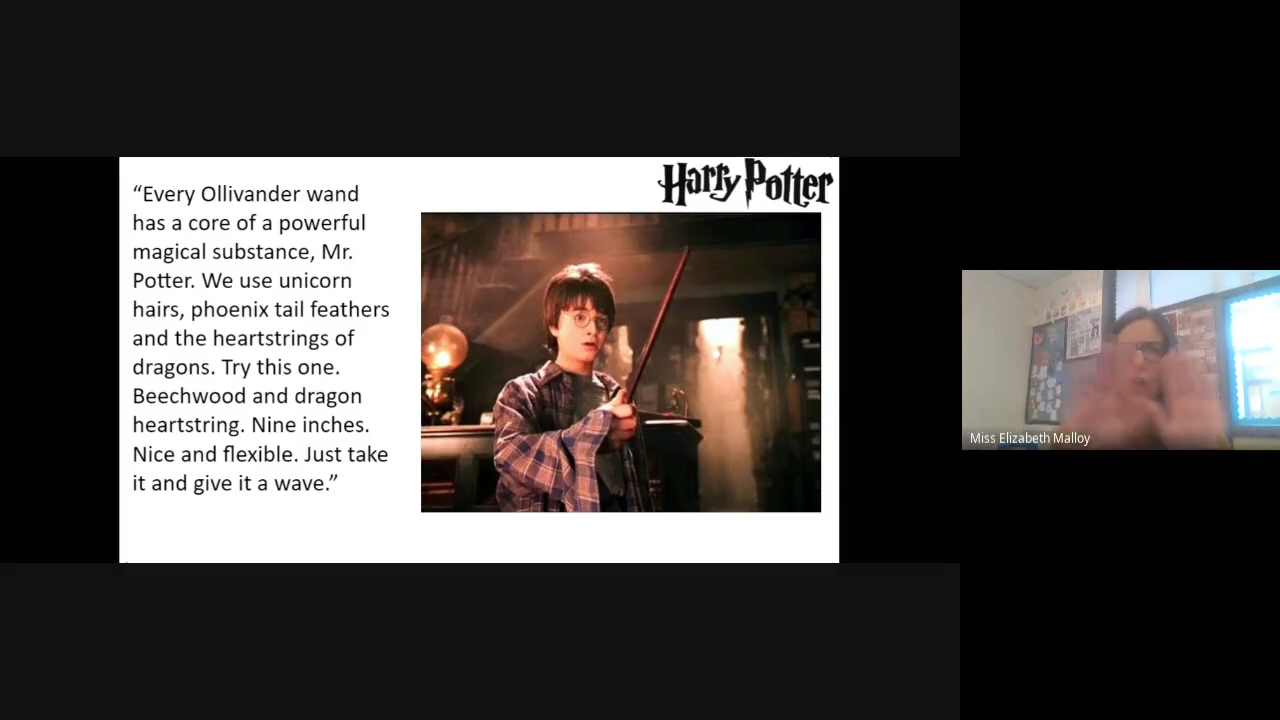 Harry Potter
“Every Ollivander wand
has a core of a powerful
magical substance, Mr.
Potter. We use unicorn
hairs, phoenix tail feathers
and the heartstrings of
dragons. Try this one.
Beechwood and dragon
heartstring. Nine inches.
Nice and flexible. Just take
it and give it a wave.”
Miss Elizabeth Malloy